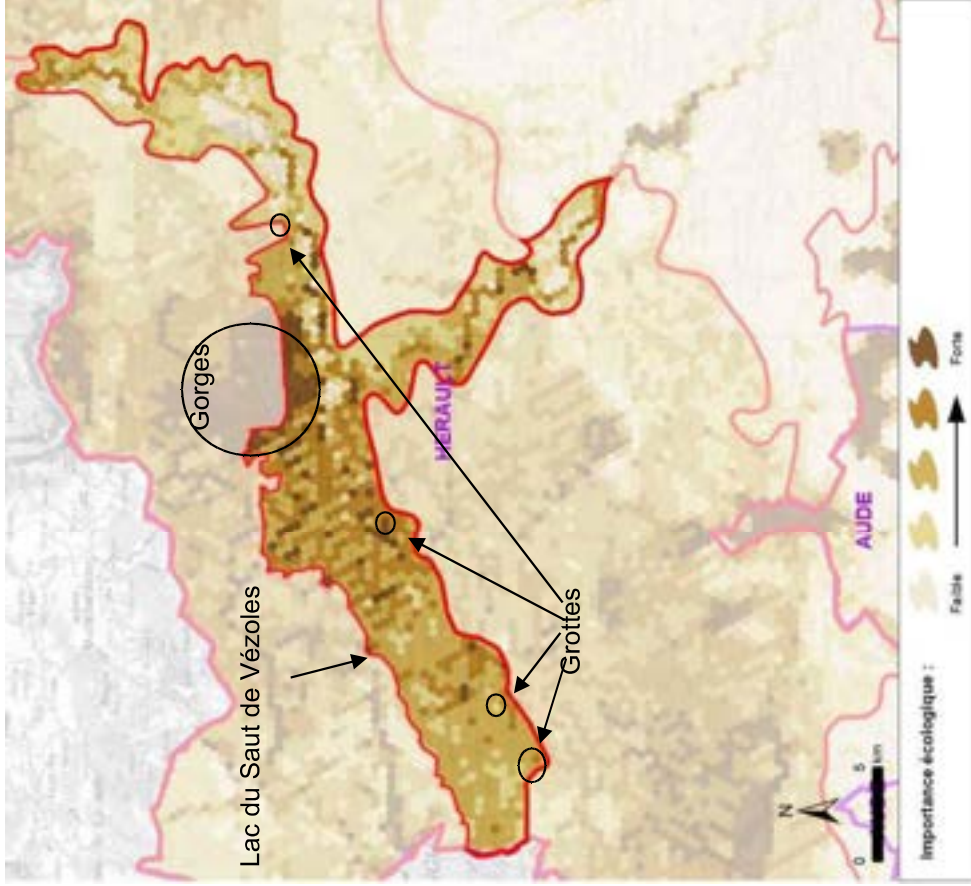 Gorges
Lac du Saut de Vézoles
HERAULT
Grottes
AUDE
N
0 5 km
Importance écologique :
Faible
Forte